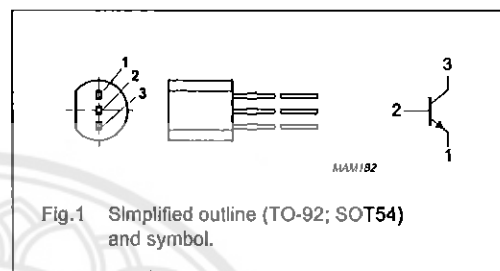 1
2
3
3
2
1
MAM182
Fig.1 Simplified outline (TO-92; SOT54)
and symbol.